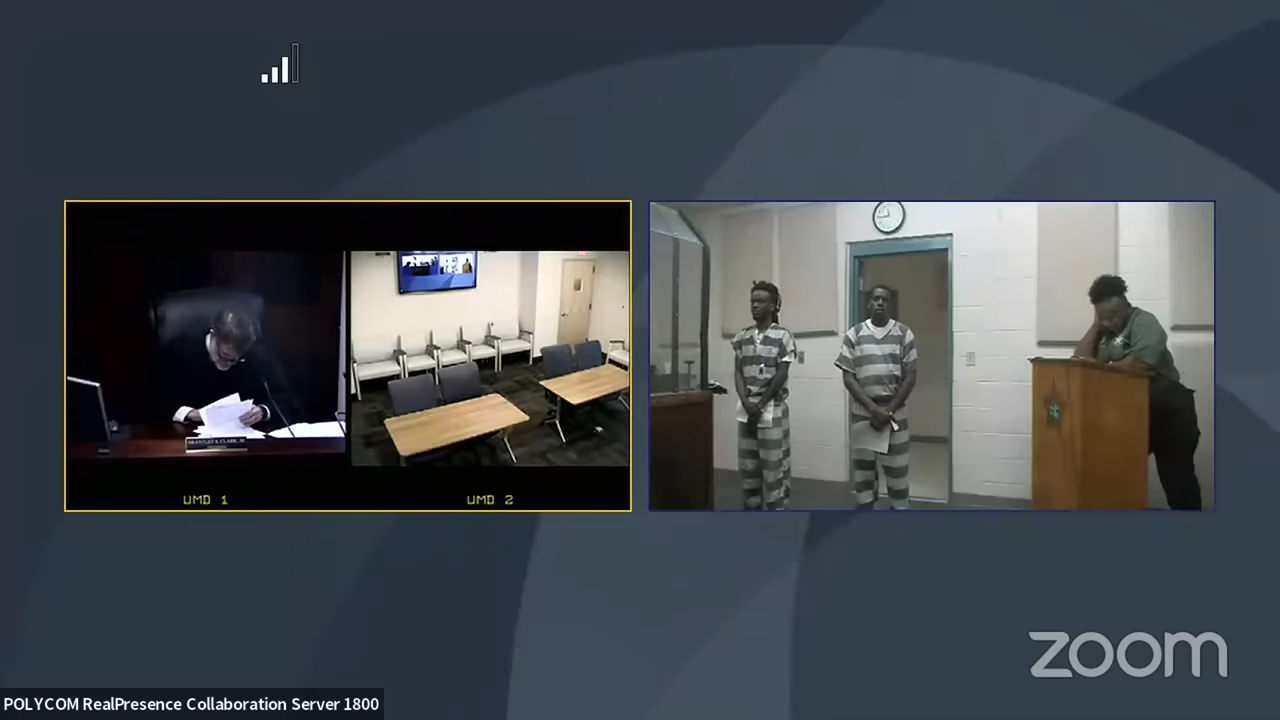 UMD 1
UMD 2
zoom
POLYCOM RealPresence Collaboration Server 1800